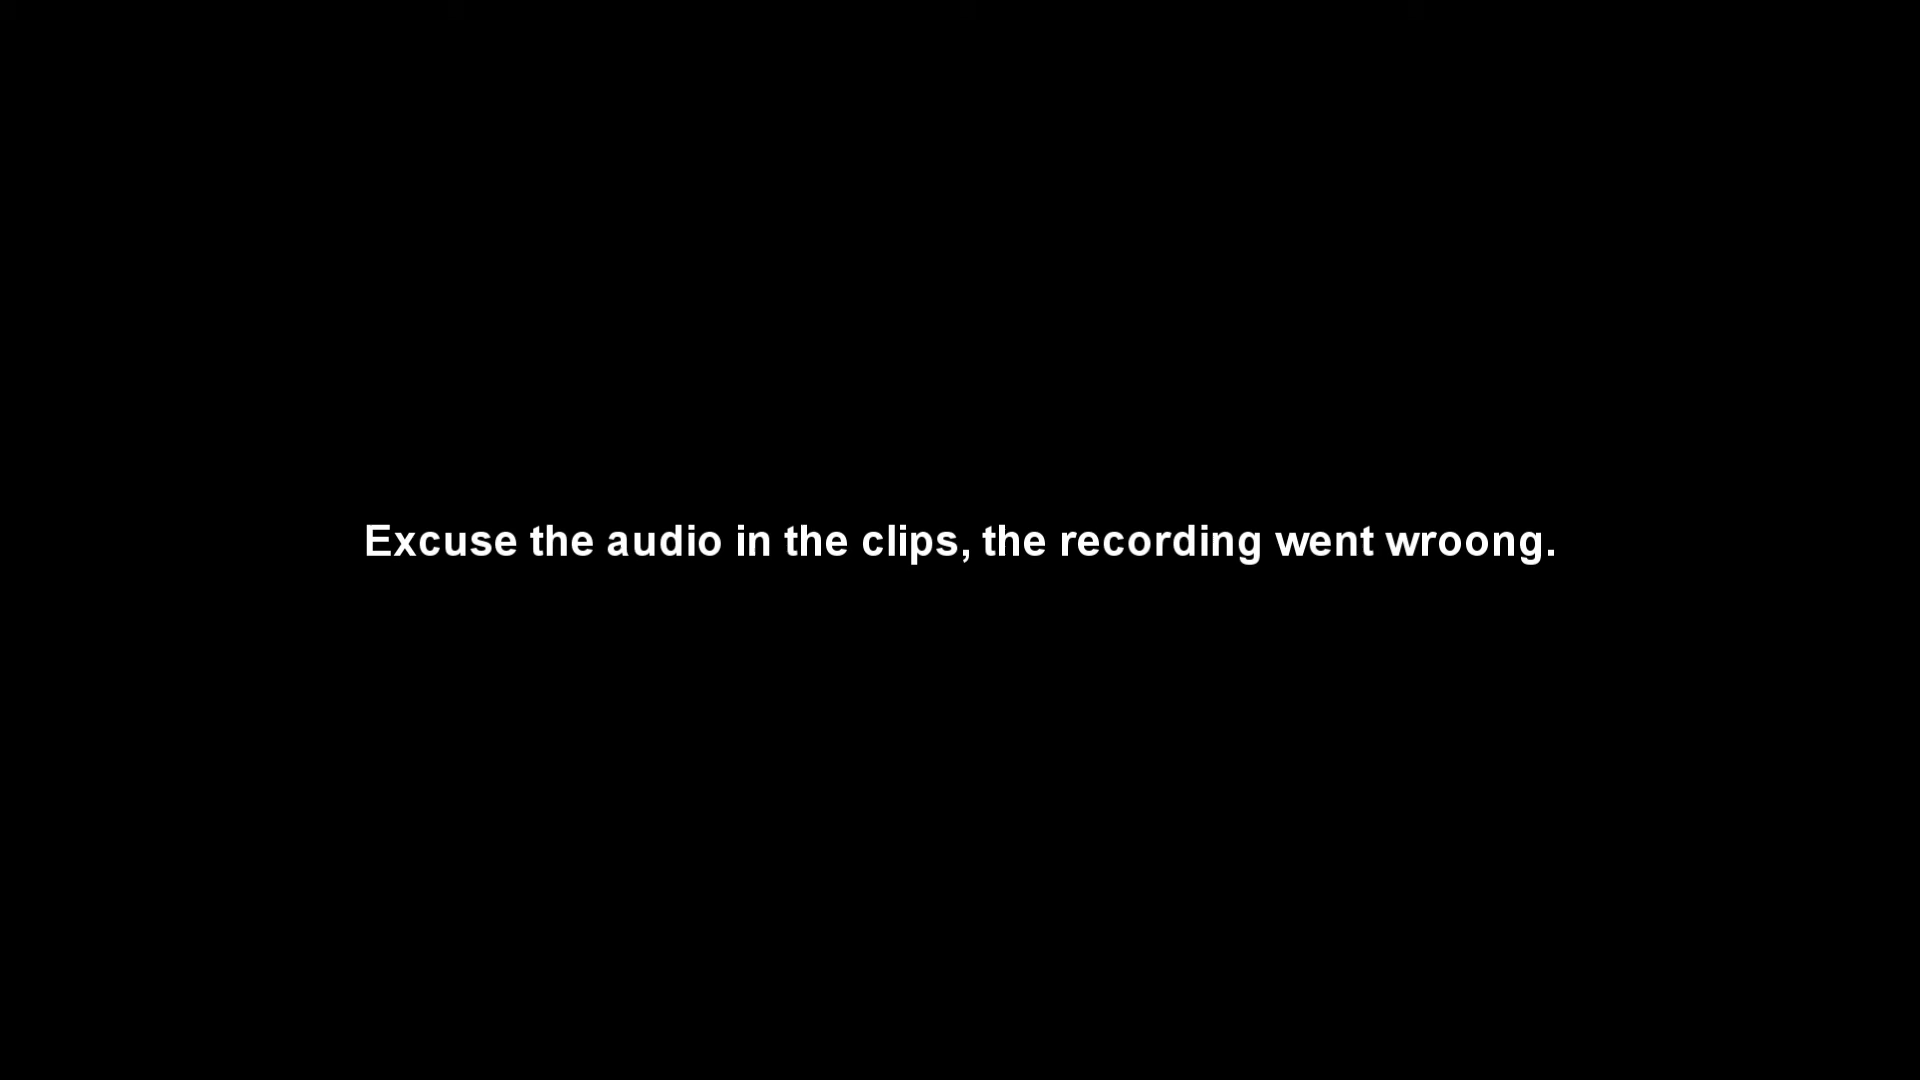 Excuse the audio in the clips, the recording went wroong.